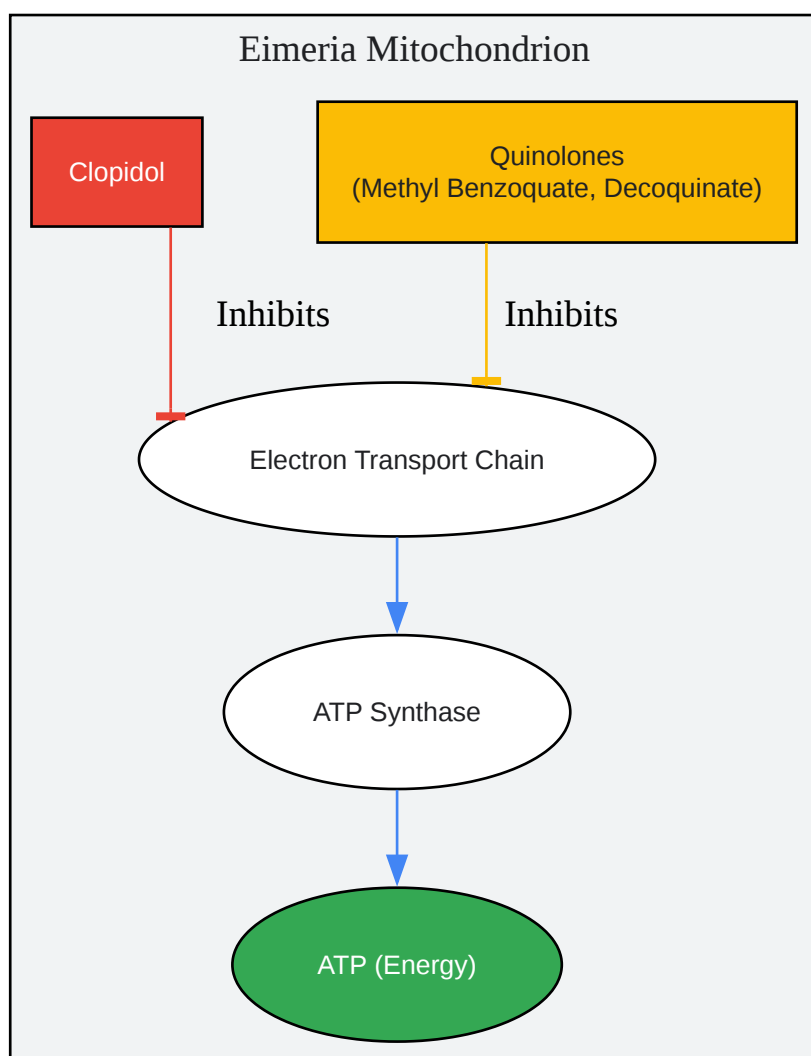 Eimeria Mitochondrion
Clopidol
Quinolones
(Methyl Benzoquate, Decoquinate)
Inhibits
Inhibits
Electron Transport Chain
ATP Synthase
ATP (Energy)